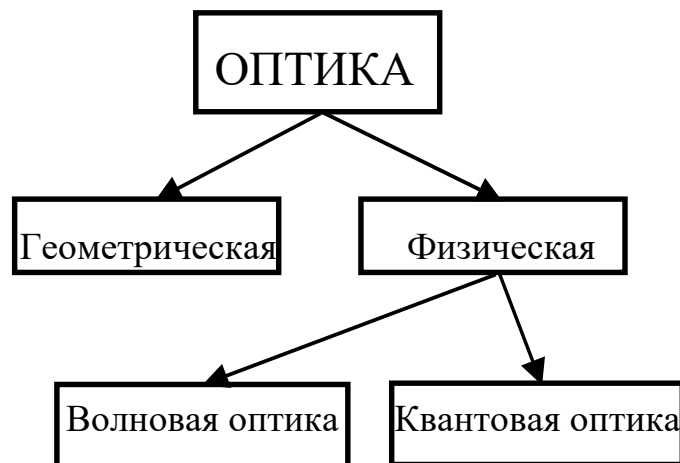 ОПТИКА
Геометрическая
Физическая
Волновая оптика
Квантовая оптика